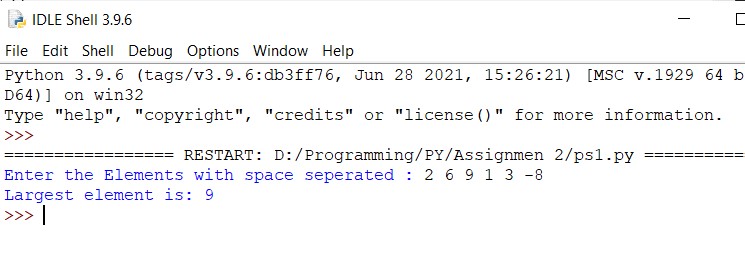 IDLE Shell 3.9.6
File Edit Shell Debug Options Window Help
Python 3.9.6 (tags/v3.9.6:db3ff76, Jun 28 2021, 15:26:21) [MSC v.1929 64 b
D64)] on win32
Type "help", "copyright", "credits" or "license()" for more information.
>>>
================= RESTART: D:/Programming/PY/Assignmen 2/ps1.py ==========
Enter the Elements with space seperated : 2 6 9 1 3 -8
Largest element is: 9
>>>